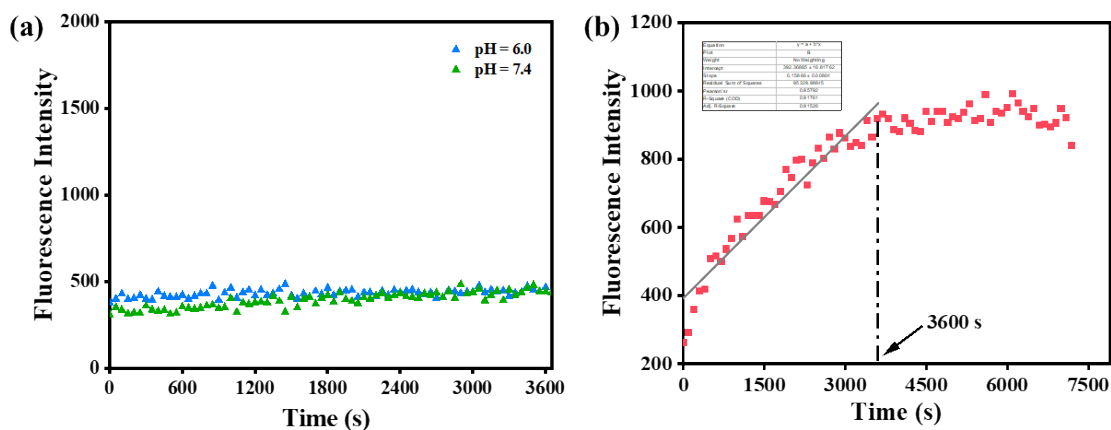 (a)
2000
1500
1000
500
0
Fluorescence Intensity
pH = 6.0
pH = 7.4
0 600 1200 1800 2400 3000 3600
Time (s)
(b)
1200
1000
800
600
400
200
Fluorescence Intensity
Equation y = a + b*x
Plot B
Weight No Weighting
Intercept
Slope
Residual Sum of Squares
Pearson's r
R-Square (COD)
Adj. R-Square
3600 s
0 1500 3000 4500 6000 7500
Time (s)